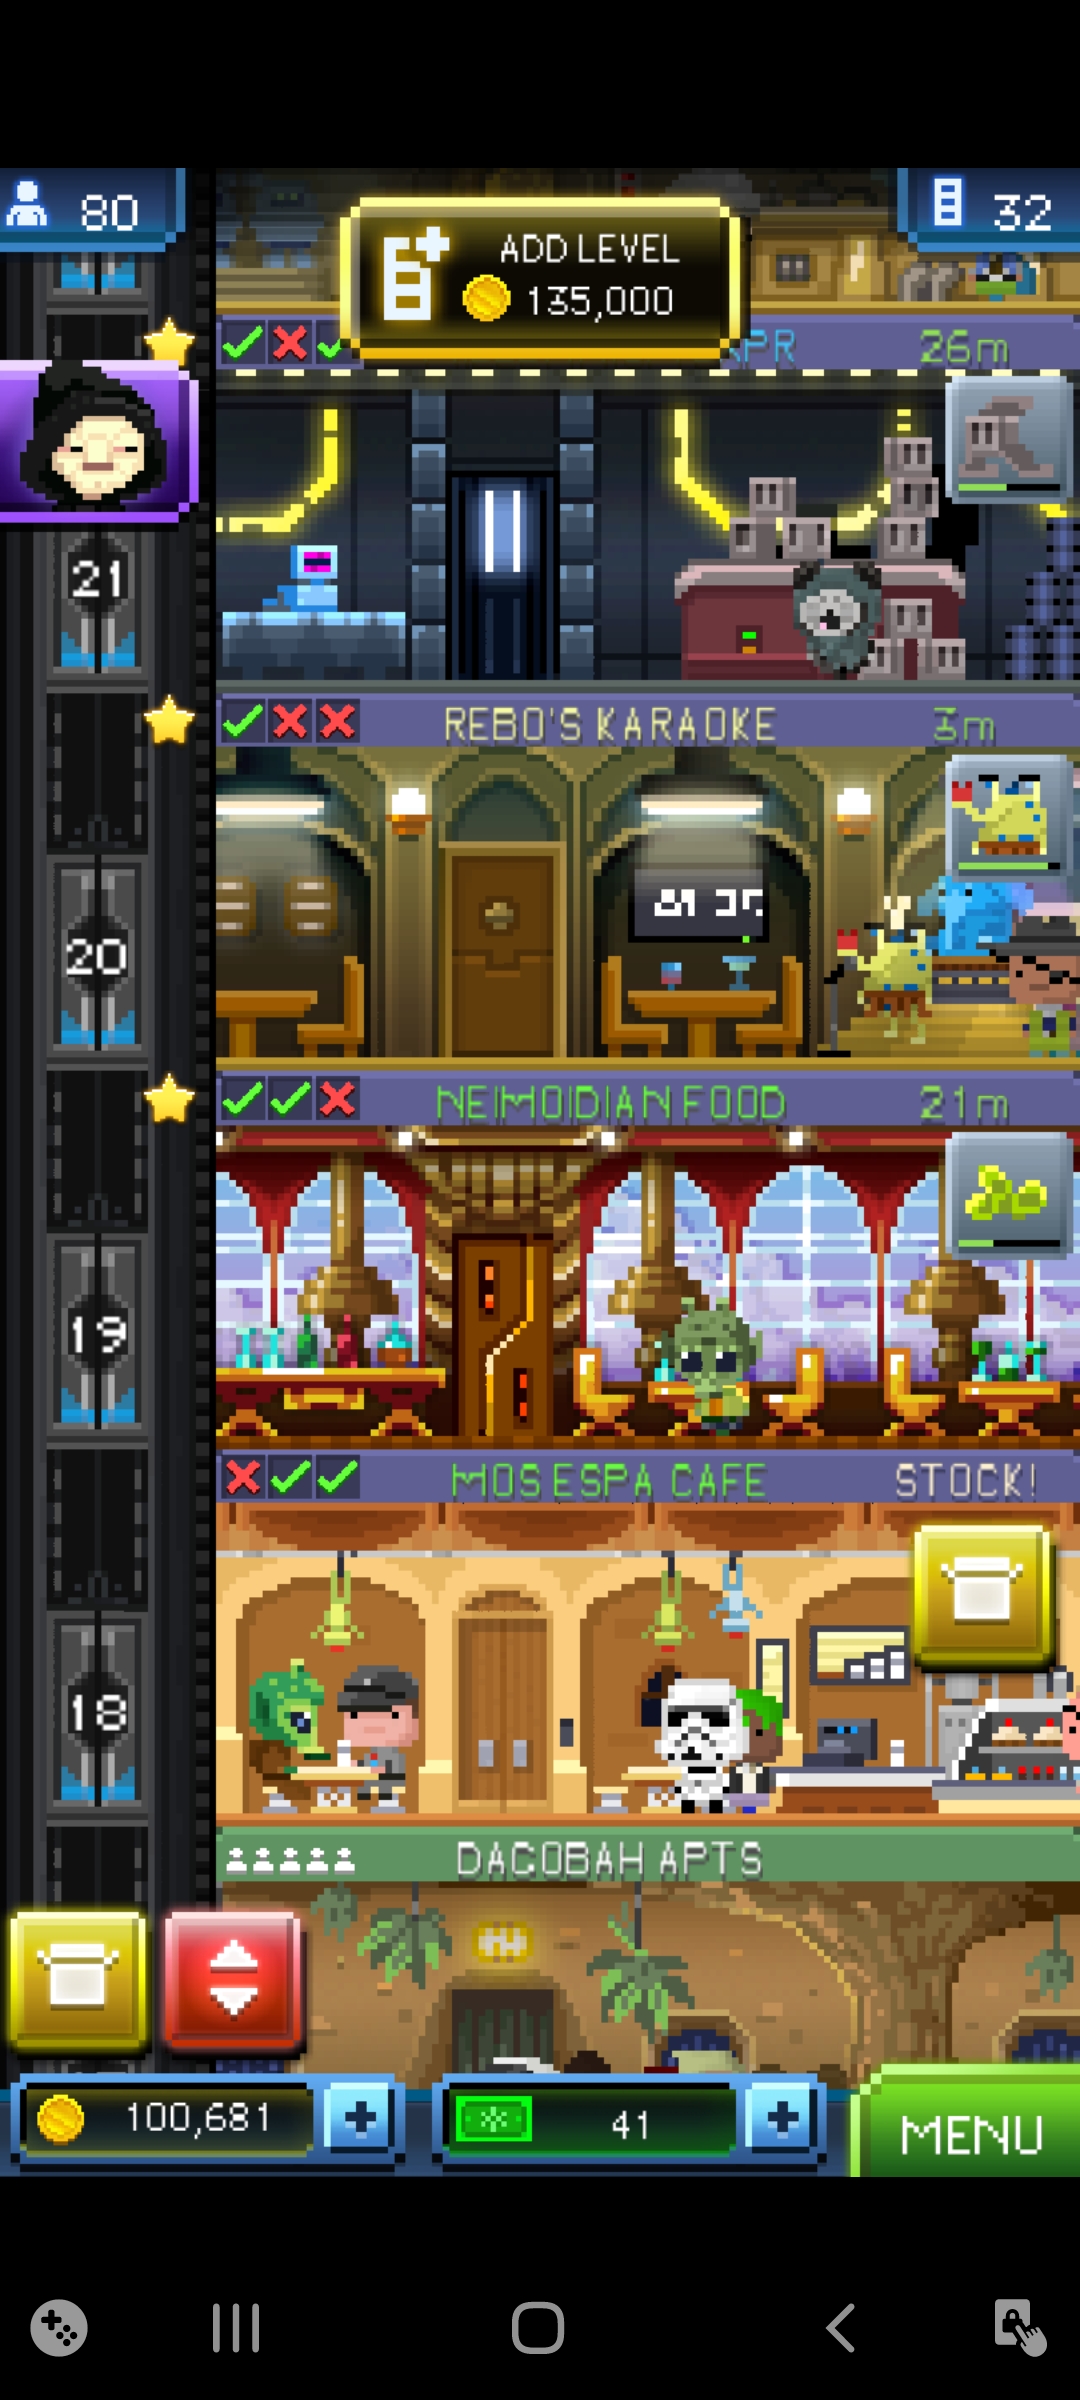 80
ADD LEVEL
135,000
32
26m
21
REBO'S KARAOKE
3m
20
NEIMOIDIAN FOOD
21m
19
MOS ESPA CAFE
STOCK!
18
DAGOBAH APTS
100,681
41
MENU